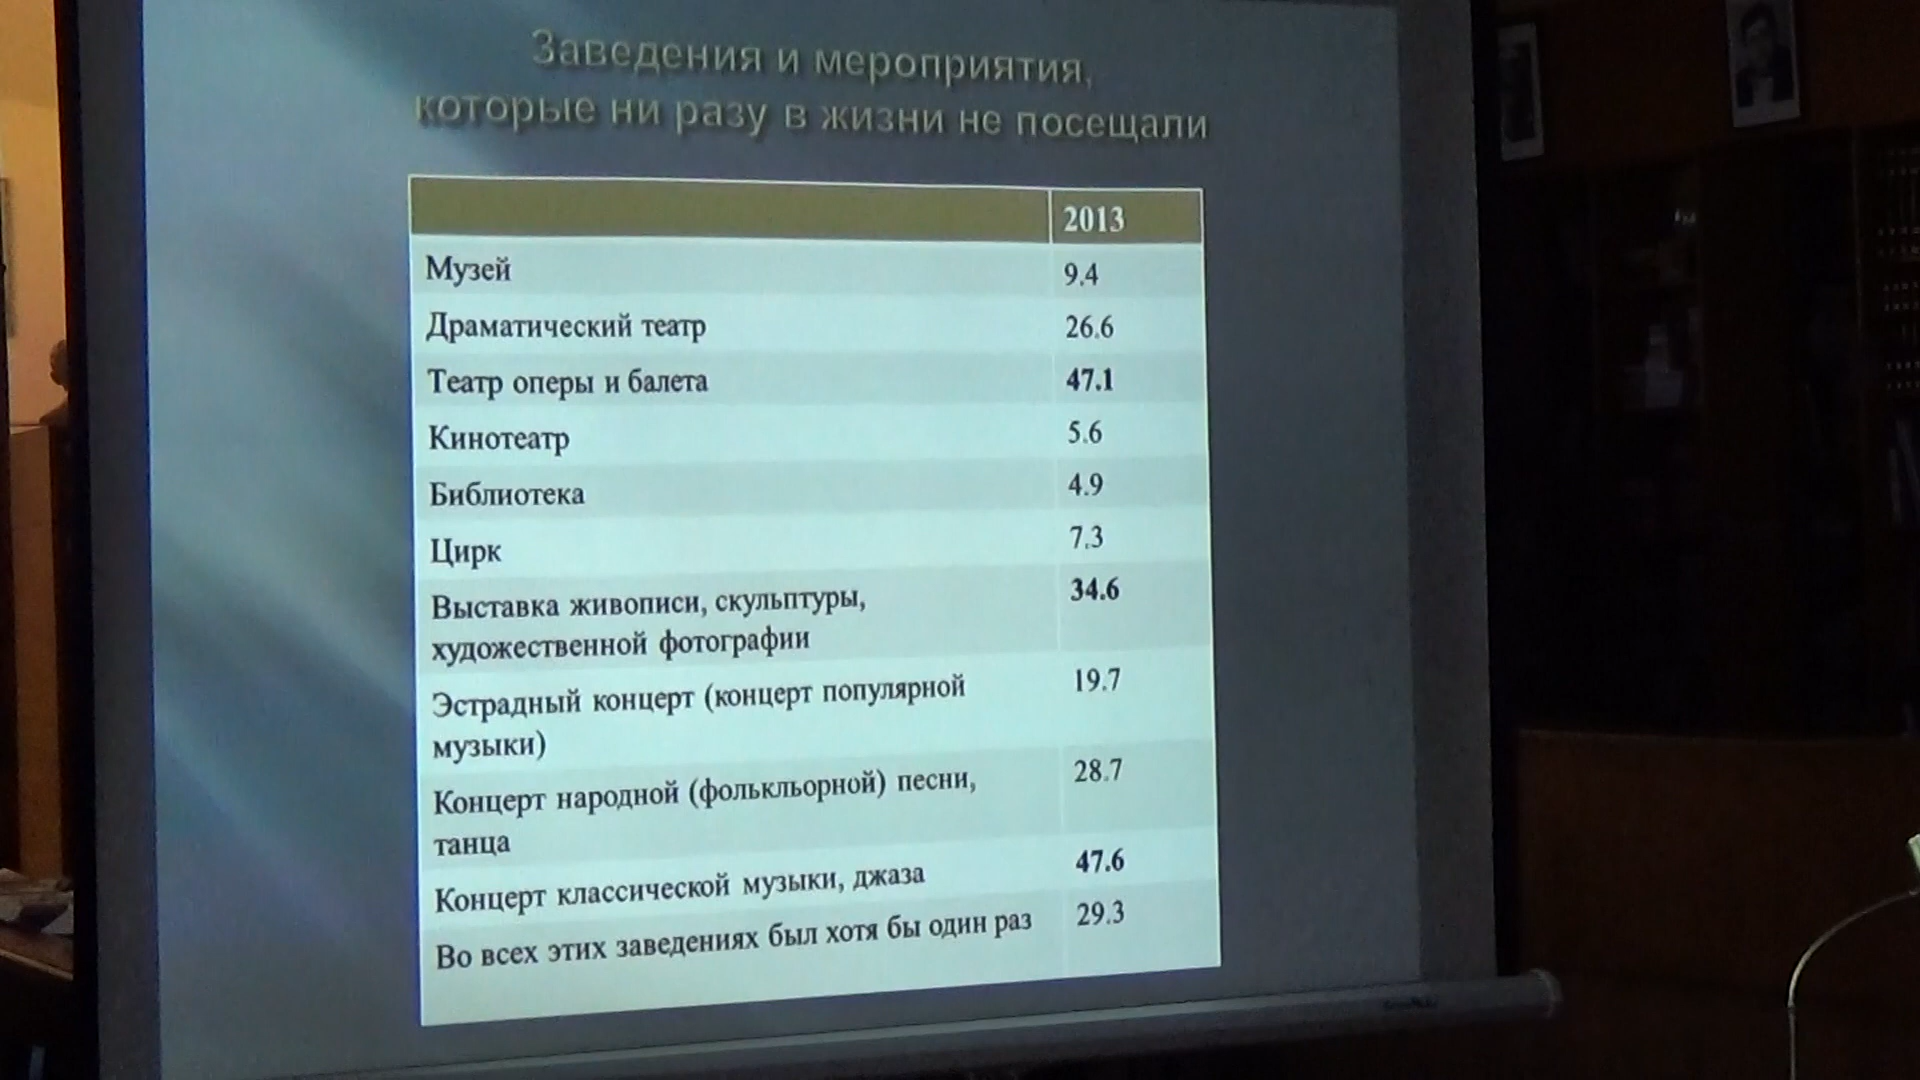 Заведения и мероприятия,
которые ни разу в жизни не посещали
2013
Музей 9.4
Драматический театр 26.6
Театр оперы и балета 47.1
Кинотеатр 5.6
Библиотека 4.9
Цирк 7.3
Выставка живописи, скульптуры, 34.6
художественной фотографии
Эстрадный концерт (концерт популярной 19.7
музыки)
Концерт народной (фолькльорной) песни, 28.7
танца
Концерт классической музыки, джаза 47.6
Во всех этих заведениях был хотя бы один раз 29.3